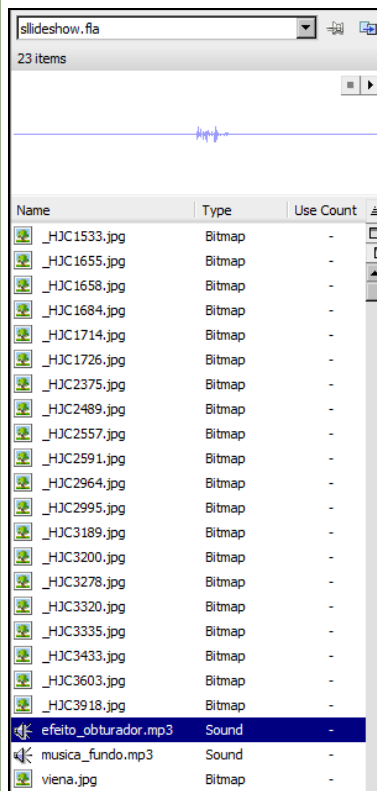 sllideshow.fla
23 items
Name Type Use Count
_HJC1533.jpg Bitmap -
_HJC1655.jpg Bitmap -
_HJC1658.jpg Bitmap -
_HJC1684.jpg Bitmap -
_HJC1714.jpg Bitmap -
_HJC1726.jpg Bitmap -
_HJC2375.jpg Bitmap -
_HJC2489.jpg Bitmap -
_HJC2557.jpg Bitmap -
_HJC2591.jpg Bitmap -
_HJC2964.jpg Bitmap -
_HJC2995.jpg Bitmap -
_HJC3189.jpg Bitmap -
_HJC3200.jpg Bitmap -
_HJC3278.jpg Bitmap -
_HJC3320.jpg Bitmap -
_HJC3335.jpg Bitmap -
_HJC3433.jpg Bitmap -
_HJC3603.jpg Bitmap -
_HJC3918.jpg Bitmap -
efeito_obturador.mp3 Sound -
musica_fundo.mp3 Sound -
viena.jpg Bitmap -